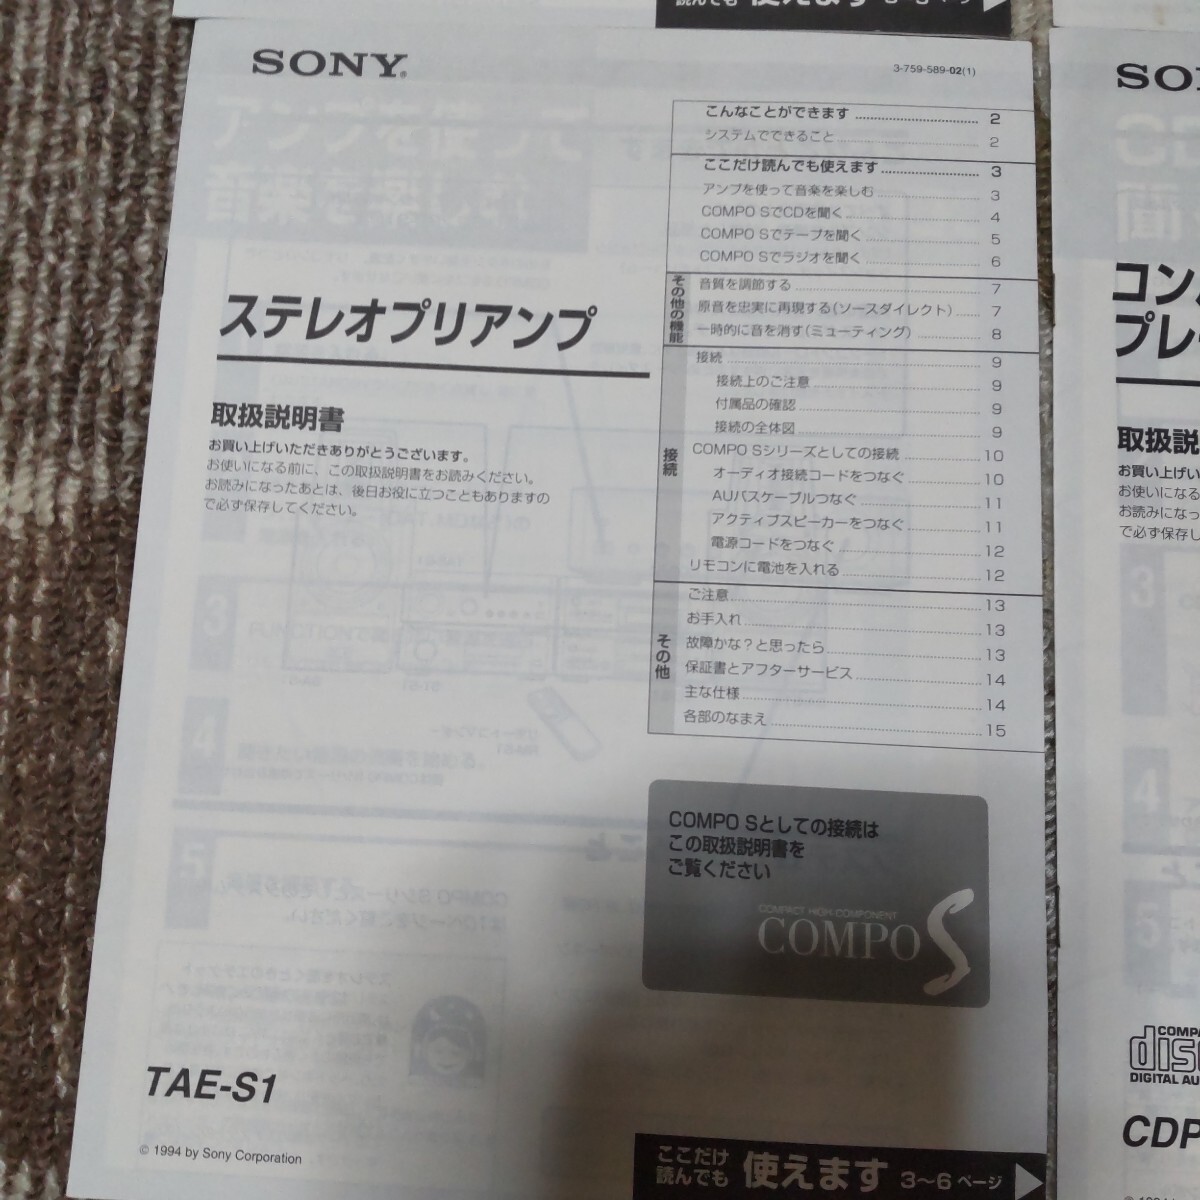 読んでも 使えます
SONY®
3-759-589-02(1)
ステレオプリアンプ
取扱説明書
お買い上げいただきありがとうございます。
お使いになる前に、この取扱説明書をお読みください。
お読みになったあとは、後日お役に立つこともありますの
で必ず保存してください。
こんなことができます 2
システムでできること 2
ここだけ読んでも使えます 3
アンプを使って音楽を楽しむ 3
COMPO SでCDを聞く 4
COMPO Sでテープを聞く 5
COMPO Sでラジオを聞く 6
その他の機能
音質を調節する 7
原音を忠実に再現する(ソースダイレクト) 7
一時的に音を消す(ミューティング) 8
接続
接続 9
接続上のご注意 9
付属品の確認 9
接続の全体図 9
COMPO Sシリーズとしての接続 10
オーディオ接続コードをつなぐ 10
AUバスケーブルつなぐ 11
アクティブスピーカーをつなぐ 11
電源コードをつなぐ 12
リモコンに電池を入れる 12
その他
ご注意 13
お手入れ 13
故障かな?と思ったら 13
保証書とアフターサービス 14
主な仕様 14
各部のなまえ 15
COMPO Sとしての接続は
この取扱説明書を
ご覧ください
COMPACT HIGH COMPONENT
COMPO S
TAE-S1
© 1994 by Sony Corporation
ここだけ
読んでも 使えます 3〜6 ページ
取扱説
お買い上げい
お使いになる
お読みになっ
で必ず保存し
DIGITAL AU
CDP